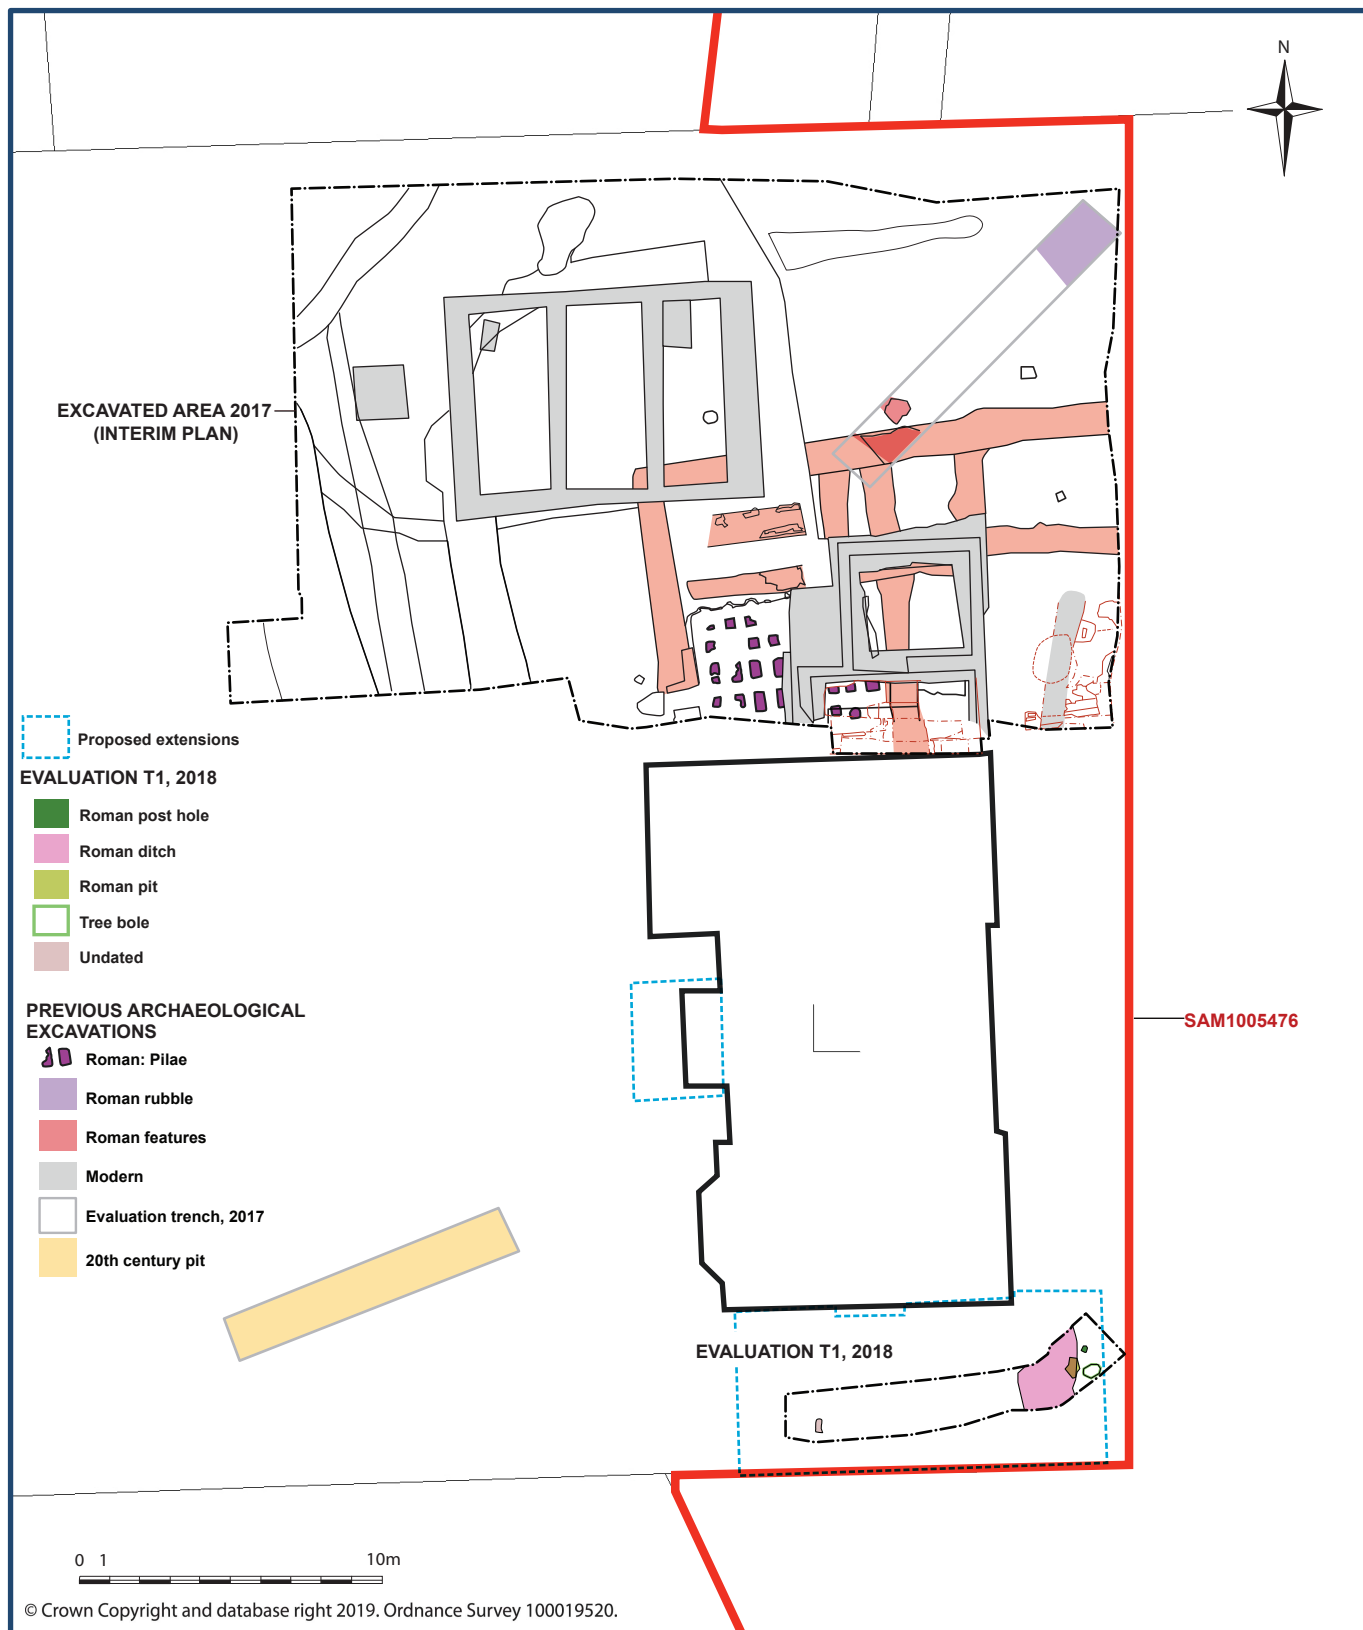 N
EXCAVATED AREA 2017
(INTERIM PLAN)
Proposed extensions
EVALUATION T1, 2018
Roman post hole
Roman ditch
Roman pit
Tree bole
Undated
PREVIOUS ARCHAEOLOGICAL
EXCAVATIONS
Roman: Pilae
Roman rubble
Roman features
Modern
Evaluation trench, 2017
20th century pit
SAM1005476
EVALUATION T1, 2018
0 1 10m
© Crown Copyright and database right 2019. Ordnance Survey 100019520.